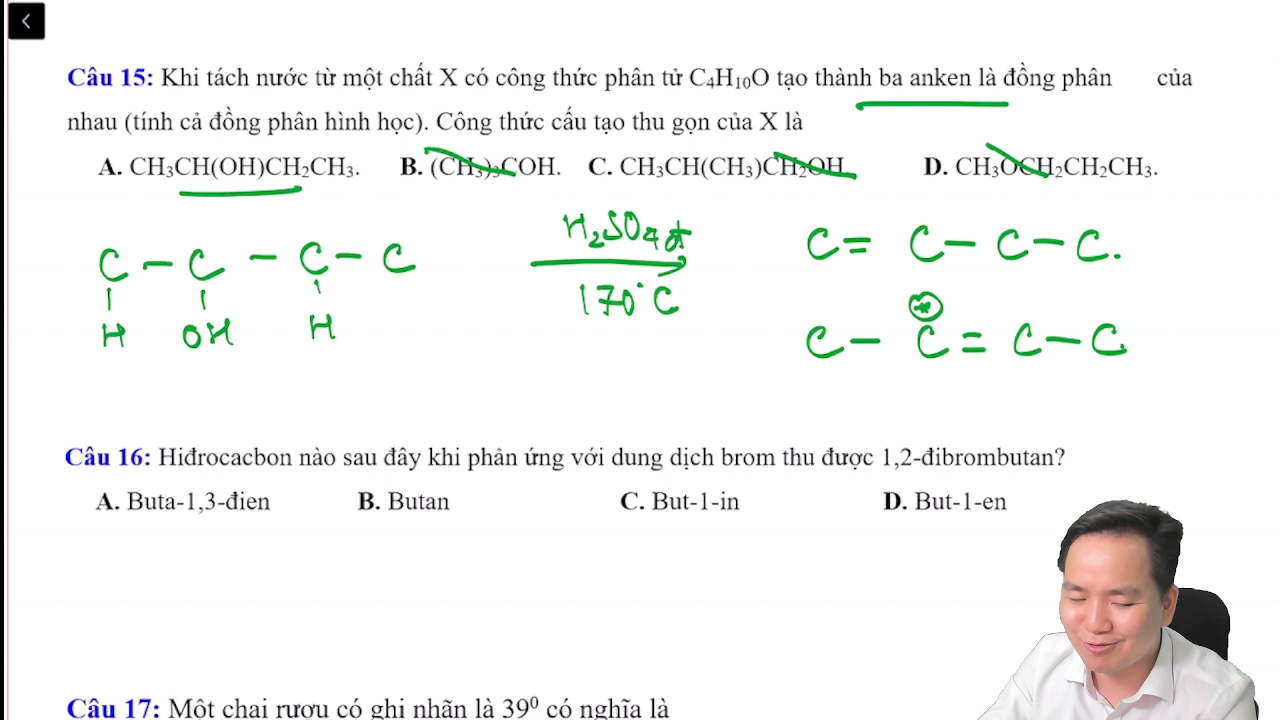 Câu 15: Khi tách nước từ một chất X có công thức phân tử C₄H₁₀O tạo thành ba anken là đồng phân của
nhau (tính cả đồng phân hình học). Công thức cấu tạo thu gọn của X là
A. CH₃CH(OH)CH₂CH₃. B. (CH₃)₃COH. C. CH₃CH(CH₃)CH₂OH. D. CH₃OCH₂CH₂CH₃.
C - C - C - C
H OH H
H₂SO₄ đ
170°C
C = C - C - C.
*
C - C = C - C
Câu 16: Hiđrocacbon nào sau đây khi phản ứng với dung dịch brom thu được 1,2-đibrombutan?
A. Buta-1,3-đien B. Butan C. But-1-in D. But-1-en
Câu 17: Một chai rượu có ghi nhãn là 39⁰ có nghĩa là